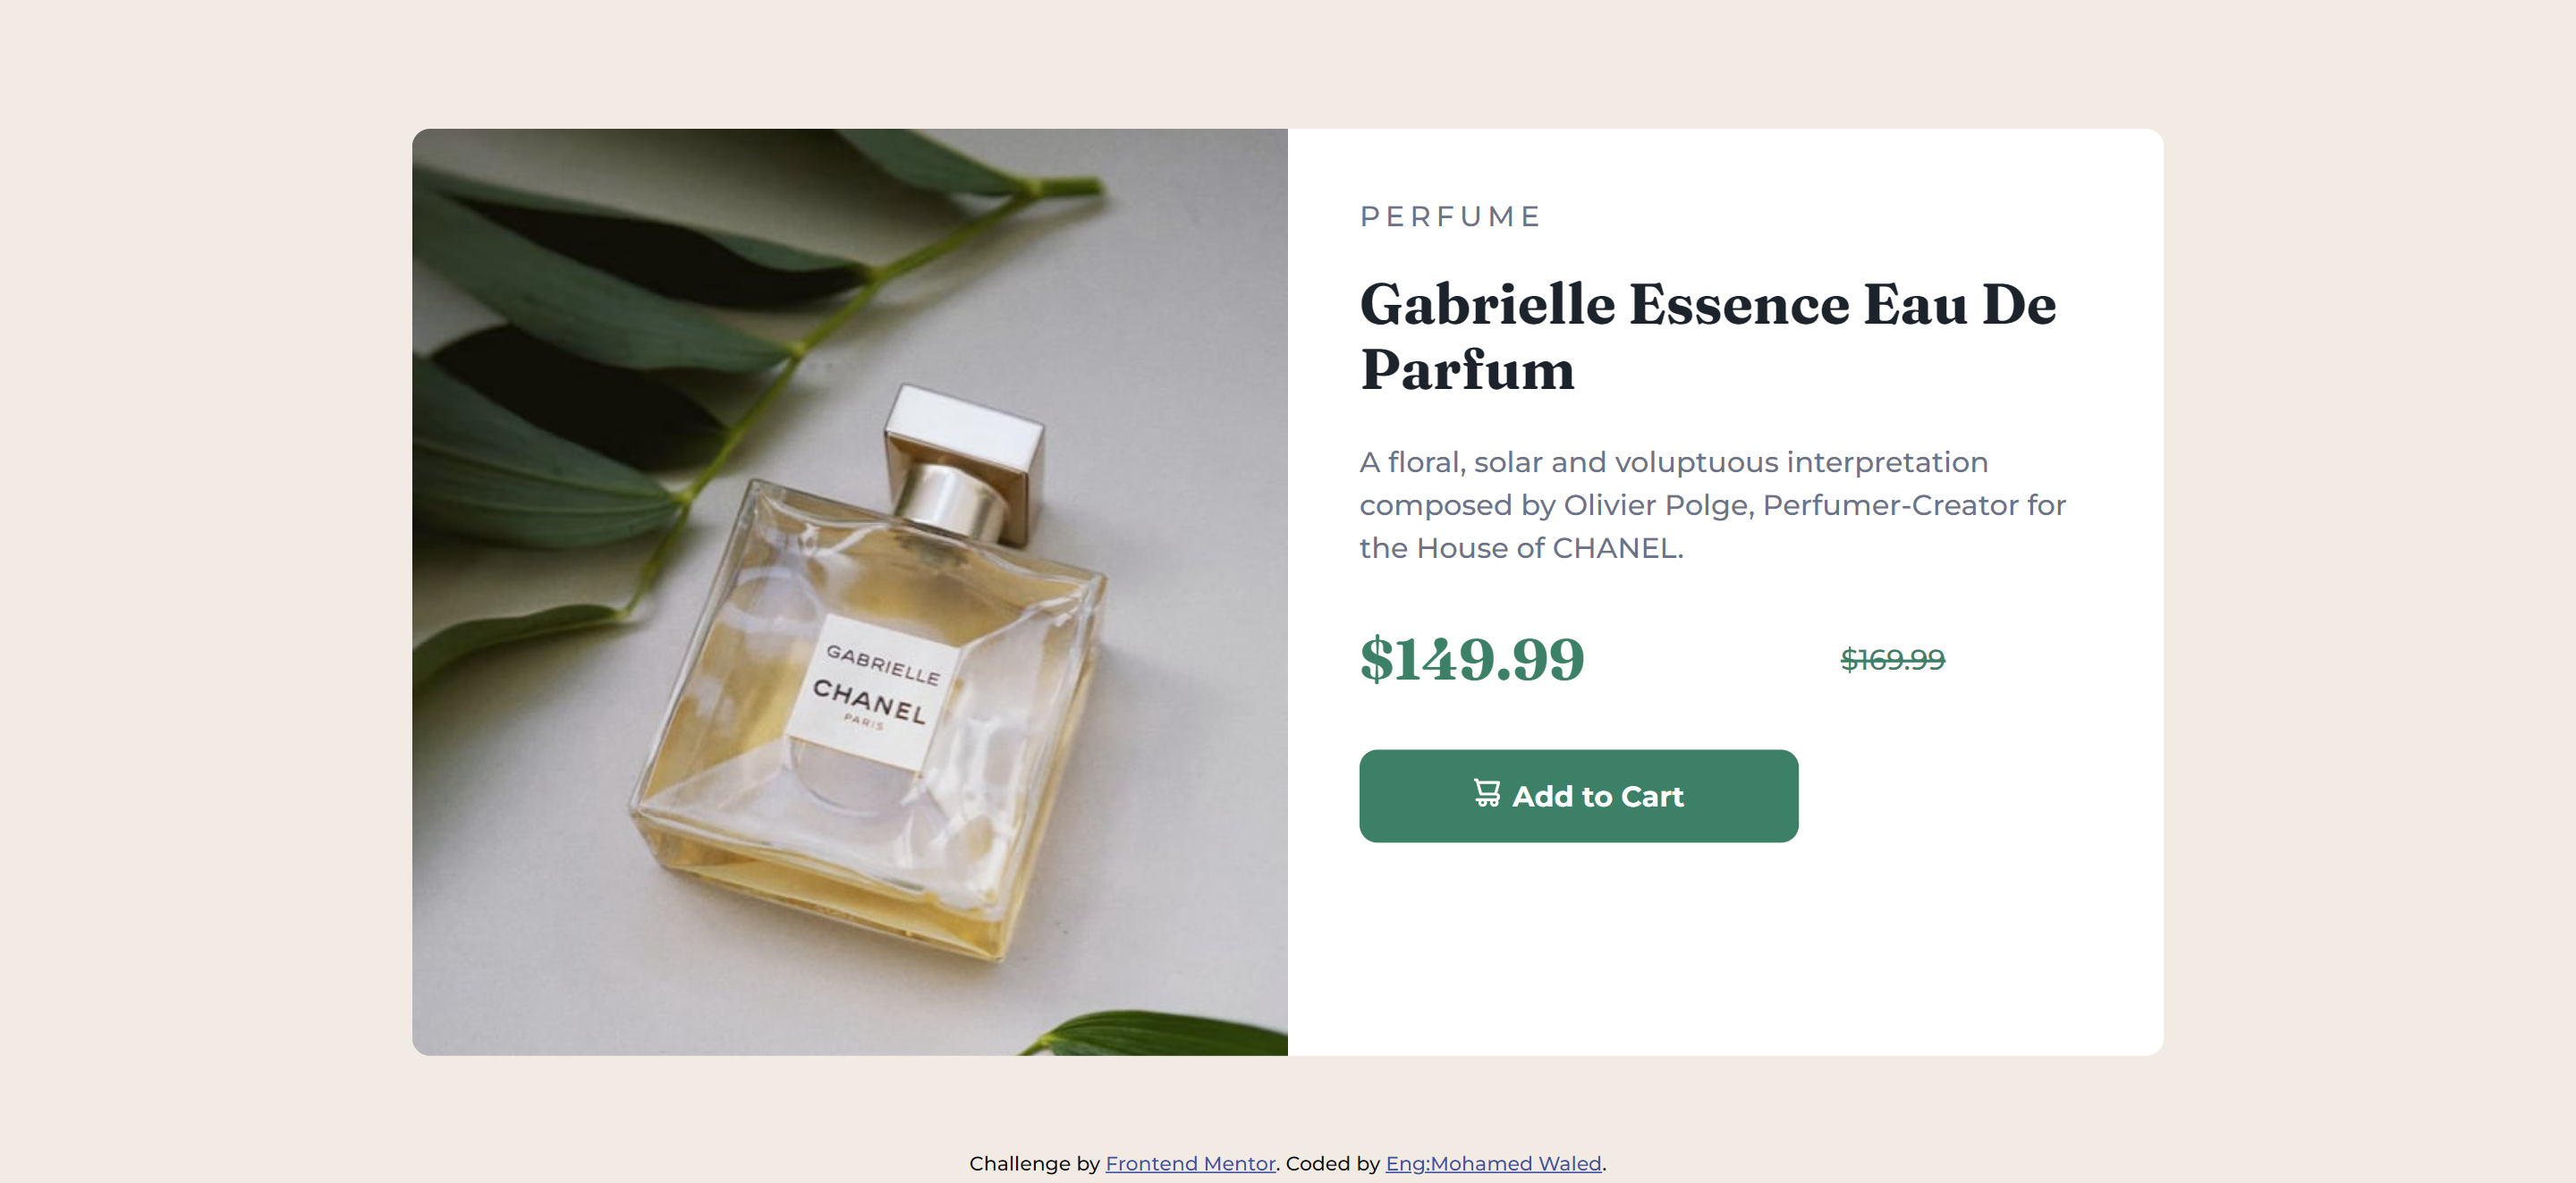 GABRIELLE
CHANEL
PARIS
PERFUME
Gabrielle Essence Eau De
Parfum
A floral, solar and voluptuous interpretation
composed by Olivier Polge, Perfumer-Creator for
the House of CHANEL.
$149.99 $169.99
Add to Cart
Challenge by Frontend Mentor. Coded by Eng:Mohamed Waled.